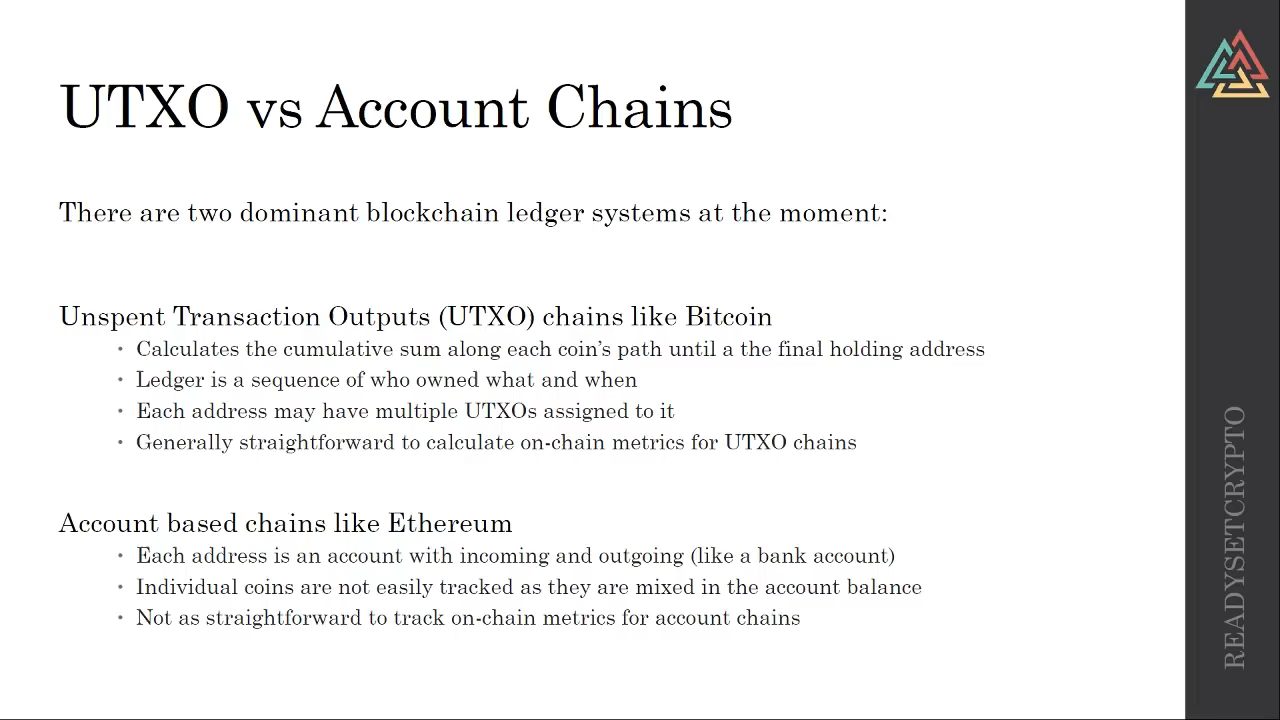 UTXO vs Account Chains
There are two dominant blockchain ledger systems at the moment:
Unspent Transaction Outputs (UTXO) chains like Bitcoin
• Calculates the cumulative sum along each coin's path until a the final holding address
• Ledger is a sequence of who owned what and when
• Each address may have multiple UTXOs assigned to it
• Generally straightforward to calculate on-chain metrics for UTXO chains
Account based chains like Ethereum
• Each address is an account with incoming and outgoing (like a bank account)
• Individual coins are not easily tracked as they are mixed in the account balance
• Not as straightforward to track on-chain metrics for account chains
READYSETCRYPTO